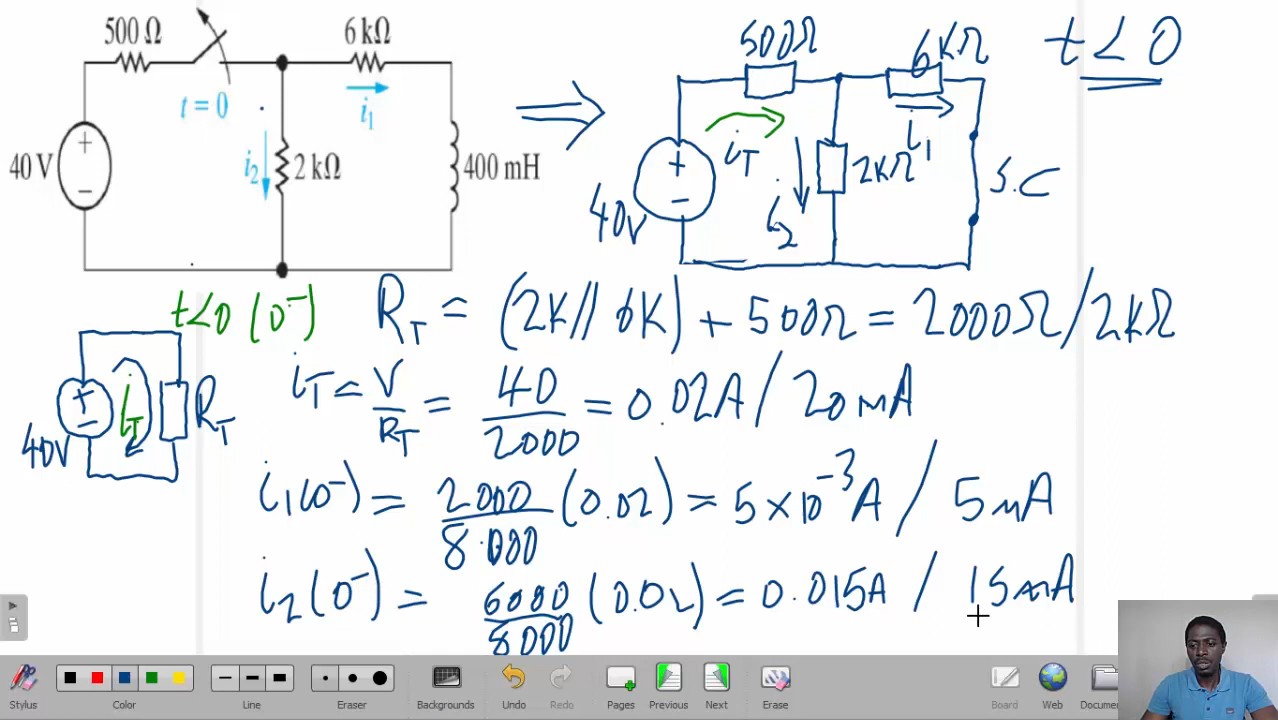 500 Ω
6 kΩ
t = 0
i1
40 V
i2
2 kΩ
400 mH
⇒
500Ω
6KΩ
t < 0
iT
i1
40V
i2
2KΩ
S.C
t<0 (0⁻)
RT = (2K // 6K) + 500Ω = 2000Ω / 2KΩ
40V
iT
RT
iT = V/RT = 40/2000 = 0.02A / 20mA
i1(0⁻) = 2000/8000 (0.02) = 5 × 10⁻³A / 5mA
i2(0⁻) = 6000/8000 (0.02) = 0.015A / 15mA
Stylus
Color
Line
Eraser
Backgrounds
Undo
Redo
Pages
Previous
Next
Erase
Board
Web
Docum